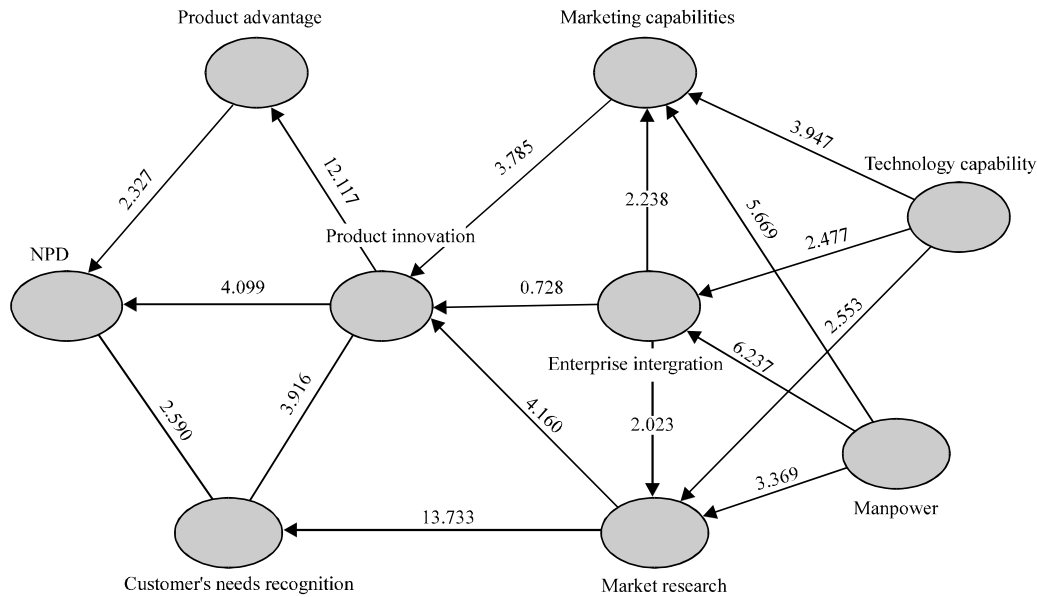 Product advantage
Marketing capabilities
3.947
3.785
Technology capability
12.117
2.327
2.238
5.669
Product innovation
2.477
NPD
4.099
0.728
2.553
Enterprise intergration
6.237
3.916
2.590
4.160
2.023
3.369
Manpower
13.733
Customer's needs recognition
Market research